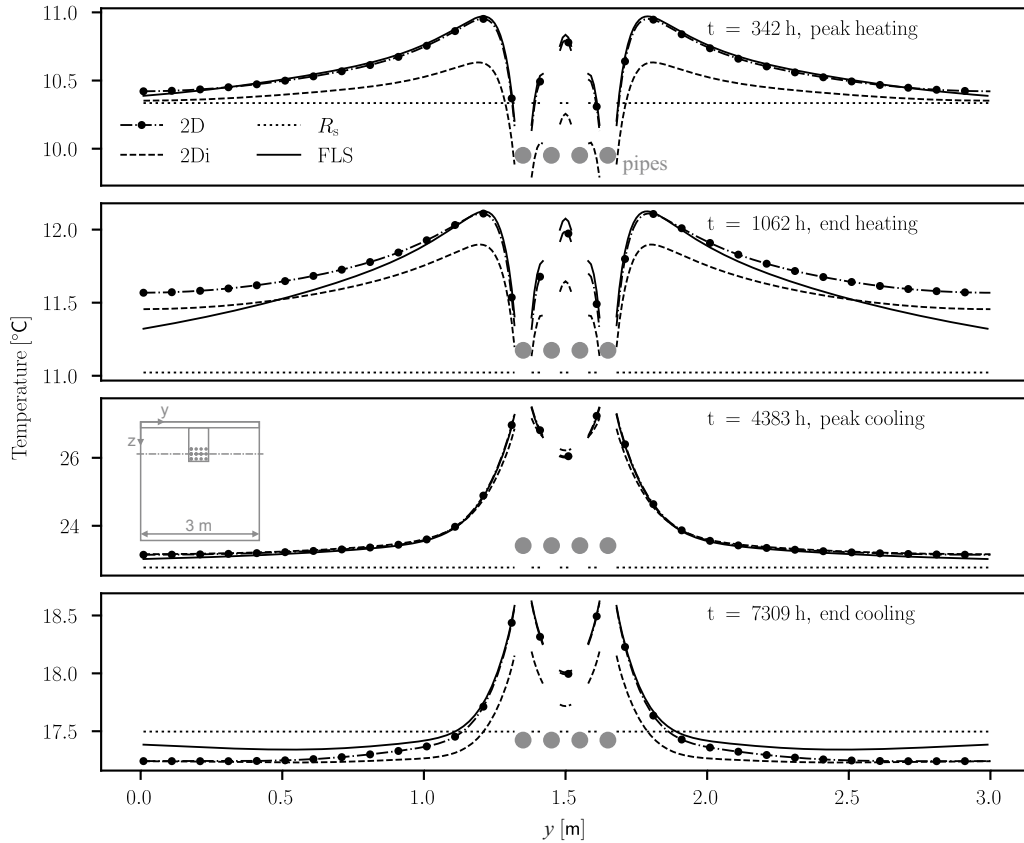 11.0
10.5
10.0
t = 342 h, peak heating
2D
2Di
Rs
FLS
pipes
12.0
11.5
11.0
t = 1062 h, end heating
Temperature [°C]
26
24
t = 4383 h, peak cooling
y
z
3 m
18.5
18.0
17.5
t = 7309 h, end cooling
0.0 0.5 1.0 1.5 2.0 2.5 3.0
y [m]